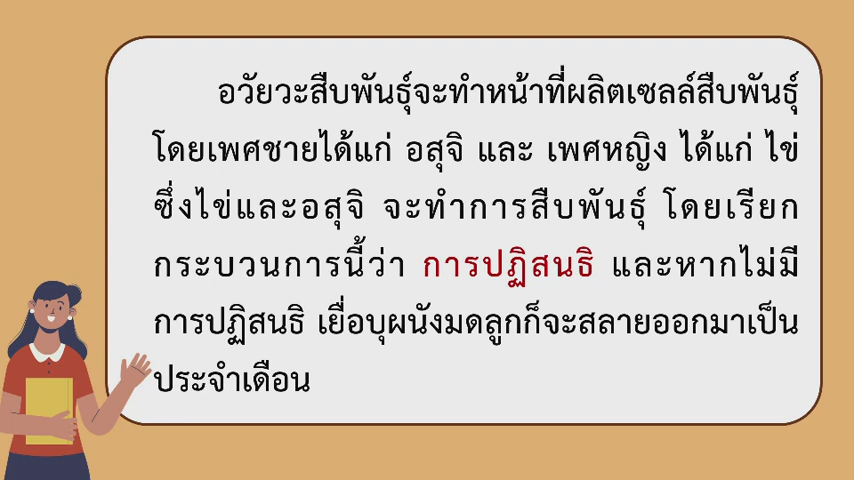 อวัยวะสืบพันธุ์จะทำหน้าที่ผลิตเซลล์สืบพันธุ์
โดยเพศชายได้แก่ อสุจิ และ เพศหญิง ได้แก่ ไข่
ซึ่งไข่และอสุจิ จะทำการสืบพันธุ์ โดยเรียก
กระบวนการนี้ว่า การปฏิสนธิ และหากไม่มี
การปฏิสนธิ เยื่อบุผนังมดลูกก็จะสลายออกมาเป็น
ประจำเดือน